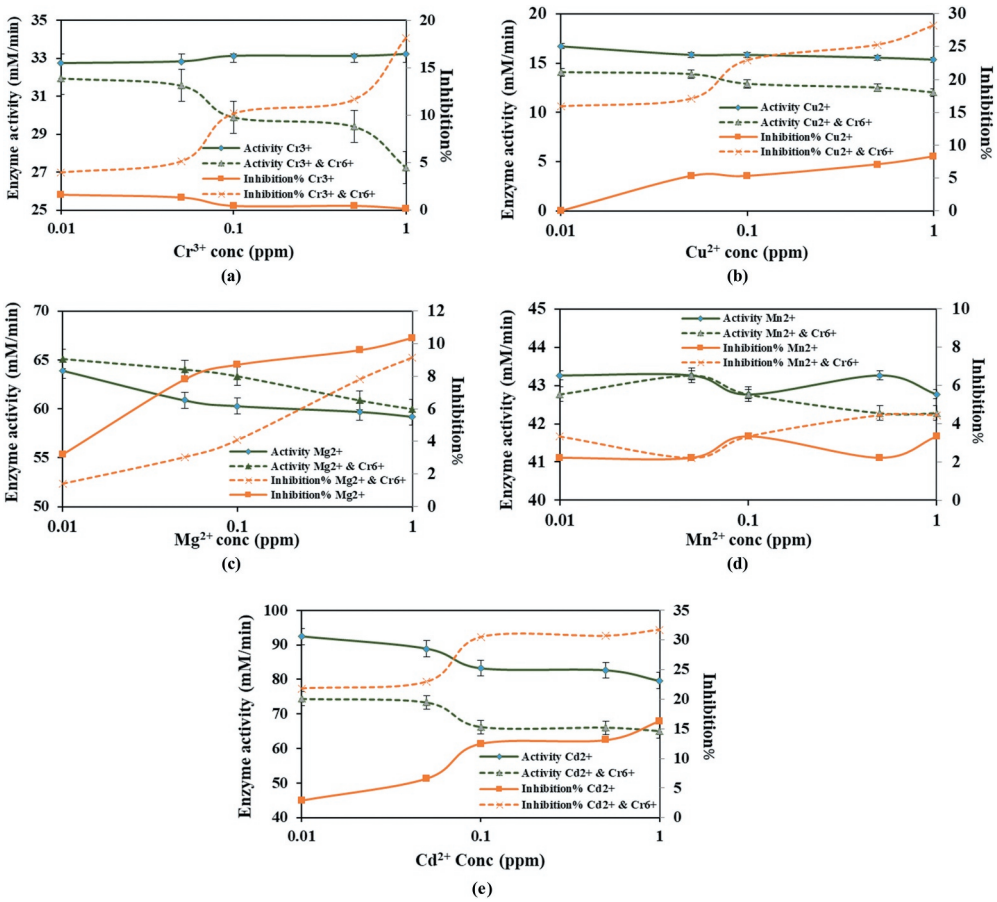 35
33
31
29
27
25
Enzyme activity (mM/min)
20
15
10
5
0
Inhibition%
Activity Cr3+
Activity Cr3+ & Cr6+
Inhibition% Cr3+
Inhibition% Cr3+ & Cr6+
0.01 0.1 1
Cr³⁺ conc (ppm)
(a)
20
15
10
5
0
Enzyme activity (mM/min)
30
25
20
15
10
5
0
Inhibition%
Activity Cu2+
Activity Cu2+ & Cr6+
Inhibition% Cu2+
Inhibition% Cu2+ & Cr6+
0.01 0.1 1
Cu²⁺ conc (ppm)
(b)
70
65
60
55
50
Enzyme activity (mM/min)
12
10
8
6
4
2
0
Inhibition%
Activity Mg2+
Activity Mg2+ & Cr6+
Inhibition% Mg2+ & Cr6+
Inhibition% Mg2+
0.01 0.1 1
Mg²⁺ conc (ppm)
(c)
45
44
43
42
41
40
Enzyme activity (mM/min)
10
8
6
4
2
0
Inhibition%
Activity Mn2+
Activity Mn2+ & Cr6+
Inhibition% Mn2+
Inhibition% Mn2+ & Cr6+
0.01 0.1 1
Mn²⁺ conc (ppm)
(d)
100
90
80
70
60
50
40
Enzyme activity (mM/min)
35
30
25
20
15
10
5
0
Inhibition%
Activity Cd2+
Activity Cd2+ & Cr6+
Inhibition% Cd2+
Inhibition% Cd2+ & Cr6+
0.01 0.1 1
Cd²⁺ Conc (ppm)
(e)